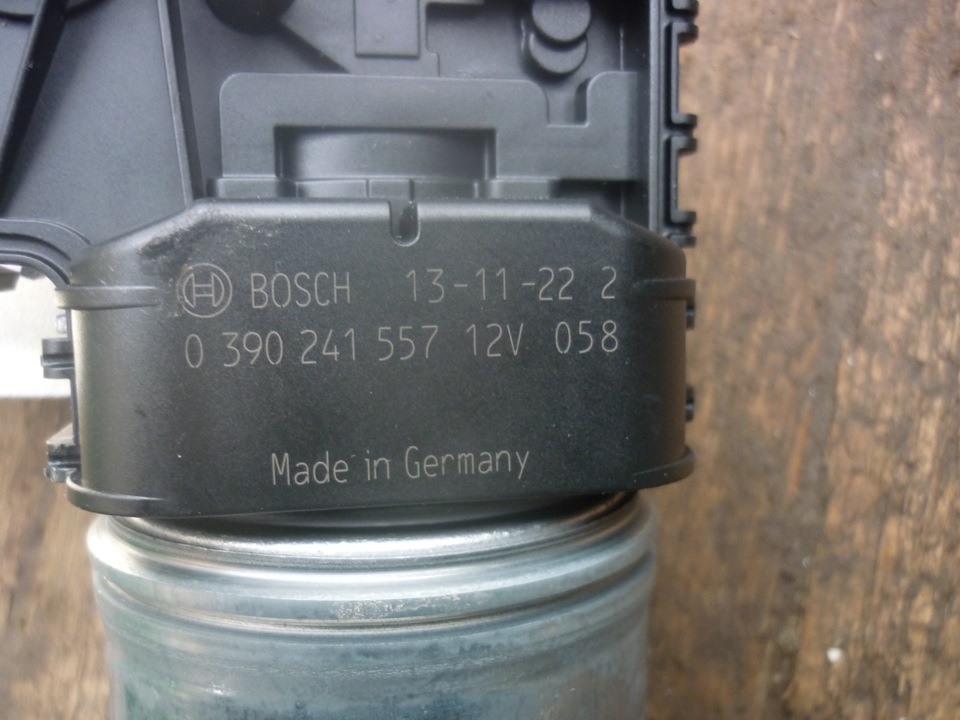 BOSCH 13-11-22 2
0 390 241 557 12V 058
Made in Germany